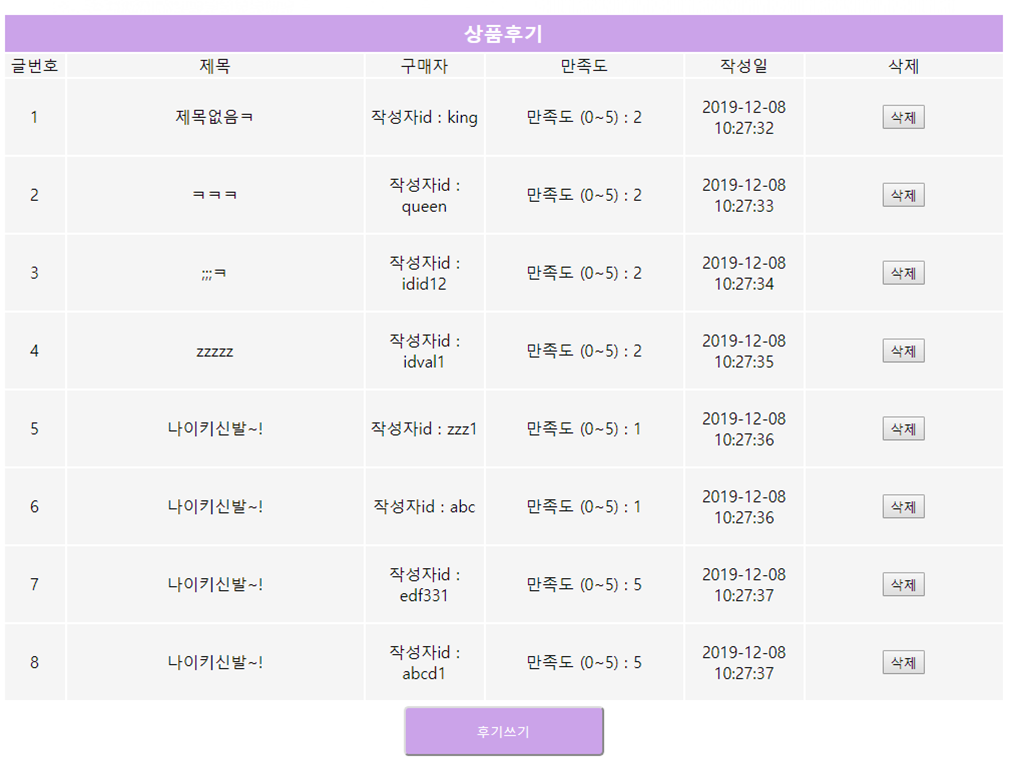 상품후기
글번호 제목 구매자 만족도 작성일 삭제
1 제목없음ㅋ 작성자id : king 만족도 (0~5) : 2 2019-12-08 10:27:32 삭제
2 ㅋㅋㅋ 작성자id : queen 만족도 (0~5) : 2 2019-12-08 10:27:33 삭제
3 ;;;ㅋ 작성자id : idid12 만족도 (0~5) : 2 2019-12-08 10:27:34 삭제
4 zzzzz 작성자id : idval1 만족도 (0~5) : 2 2019-12-08 10:27:35 삭제
5 나이키신발~! 작성자id : zzz1 만족도 (0~5) : 1 2019-12-08 10:27:36 삭제
6 나이키신발~! 작성자id : abc 만족도 (0~5) : 1 2019-12-08 10:27:36 삭제
7 나이키신발~! 작성자id : edf331 만족도 (0~5) : 5 2019-12-08 10:27:37 삭제
8 나이키신발~! 작성자id : abcd1 만족도 (0~5) : 5 2019-12-08 10:27:37 삭제
후기쓰기